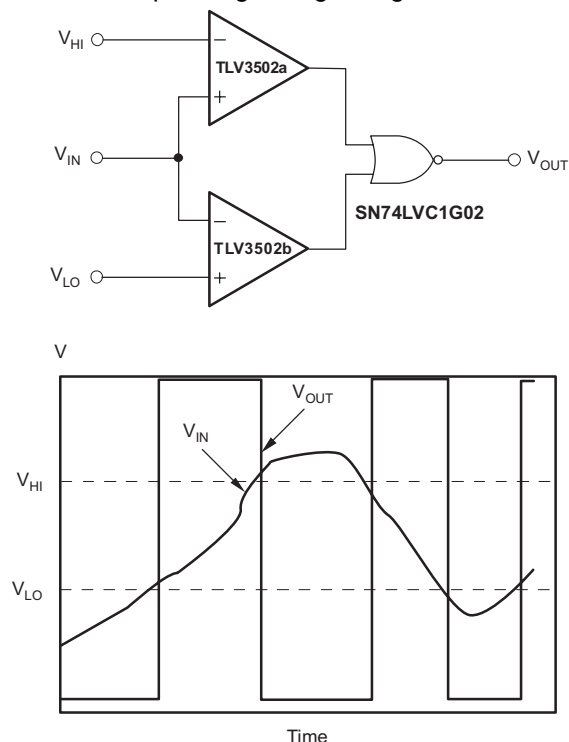 V_HI
TLV3502a
V_IN
V_OUT
SN74LVC1G02
TLV3502b
V_LO
V
V_OUT
V_IN
V_HI
V_LO
Time